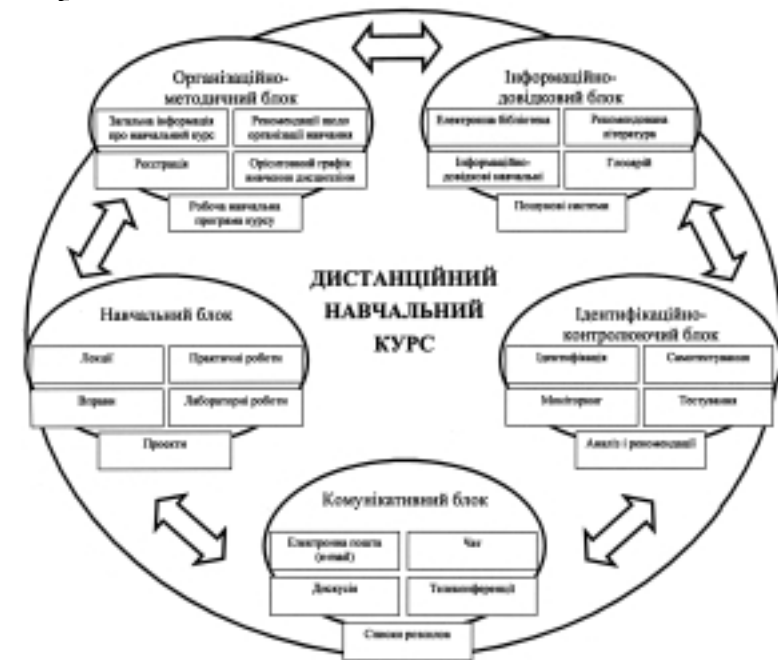 Організаційно-
методичний блок
Загальна інформація
про навчальний курс
Рекомендації щодо
організації навчання
Реєстрація
Орієнтовний графік
вивчення дисципліни
Робоча навчальна
програма курсу
Інформаційно-
довідковий блок
Електронна бібліотека
Рекомендована
література
Інформаційно-
довідкові навчальні
Глосарій
Пошукові системи
ДИСТАНЦІЙНИЙ
НАВЧАЛЬНИЙ
КУРС
Навчальний блок
Лекції
Практичні роботи
Вправи
Лабораторні роботи
Проекти
Ідентифікаційно-
контролюючий блок
Ідентифікація
Самотестування
Моніторинг
Тестування
Аналіз і рекомендації
Комунікативний блок
Електронна пошта
(e-mail)
Чат
Дискусія
Телеконференції
Списки розсилок